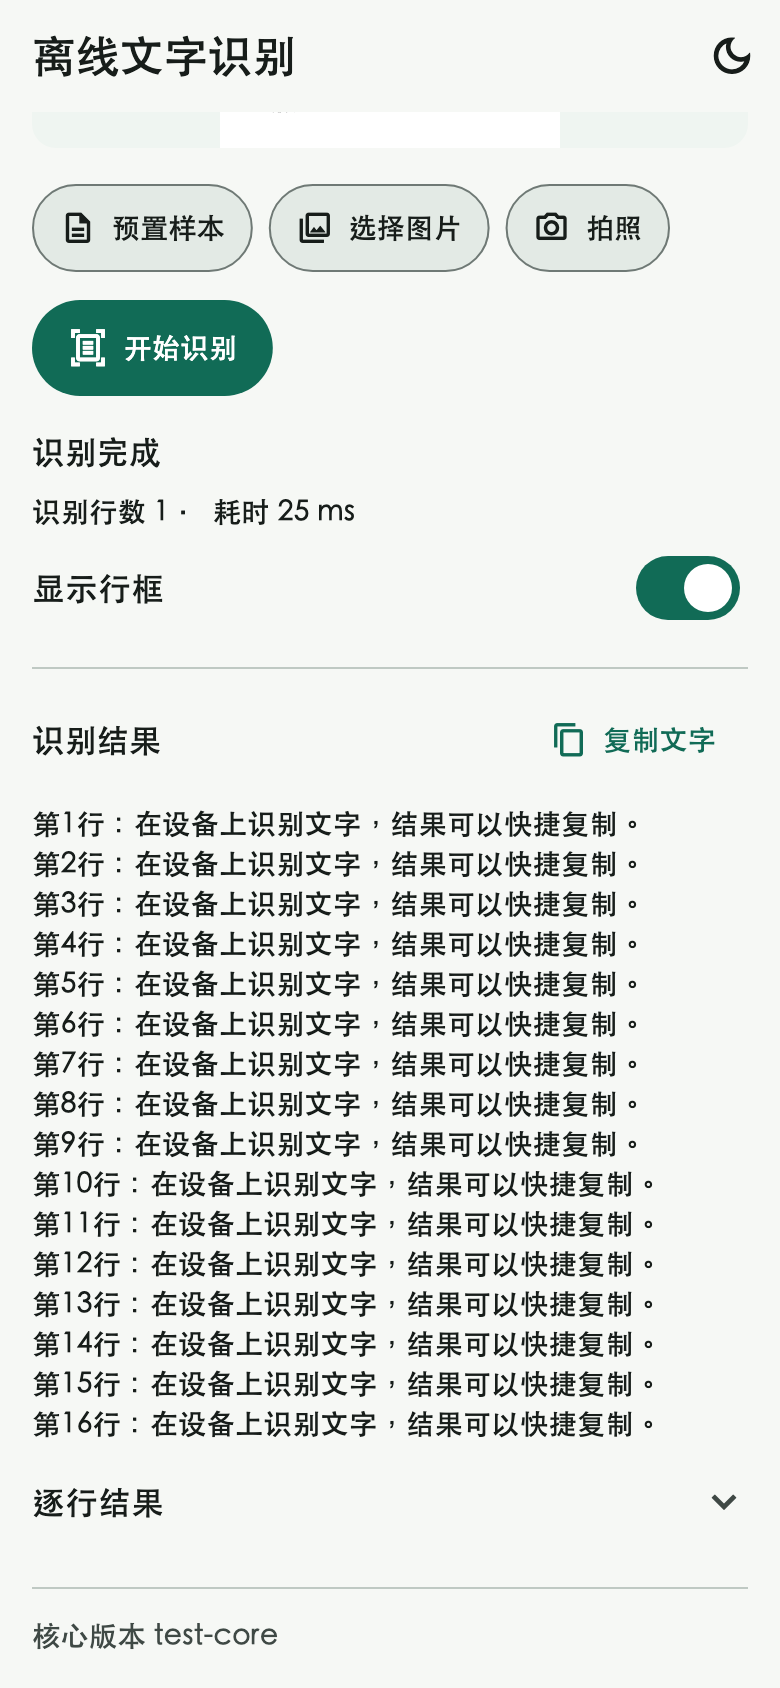 离线文字识别
预置样本 选择图片 拍照
开始识别
识别完成
识别行数 1 · 耗时 25 ms
显示行框
识别结果 复制文字
第1行：在设备上识别文字，结果可以快捷复制。
第2行：在设备上识别文字，结果可以快捷复制。
第3行：在设备上识别文字，结果可以快捷复制。
第4行：在设备上识别文字，结果可以快捷复制。
第5行：在设备上识别文字，结果可以快捷复制。
第6行：在设备上识别文字，结果可以快捷复制。
第7行：在设备上识别文字，结果可以快捷复制。
第8行：在设备上识别文字，结果可以快捷复制。
第9行：在设备上识别文字，结果可以快捷复制。
第10行：在设备上识别文字，结果可以快捷复制。
第11行：在设备上识别文字，结果可以快捷复制。
第12行：在设备上识别文字，结果可以快捷复制。
第13行：在设备上识别文字，结果可以快捷复制。
第14行：在设备上识别文字，结果可以快捷复制。
第15行：在设备上识别文字，结果可以快捷复制。
第16行：在设备上识别文字，结果可以快捷复制。
逐行结果
核心版本 test-core